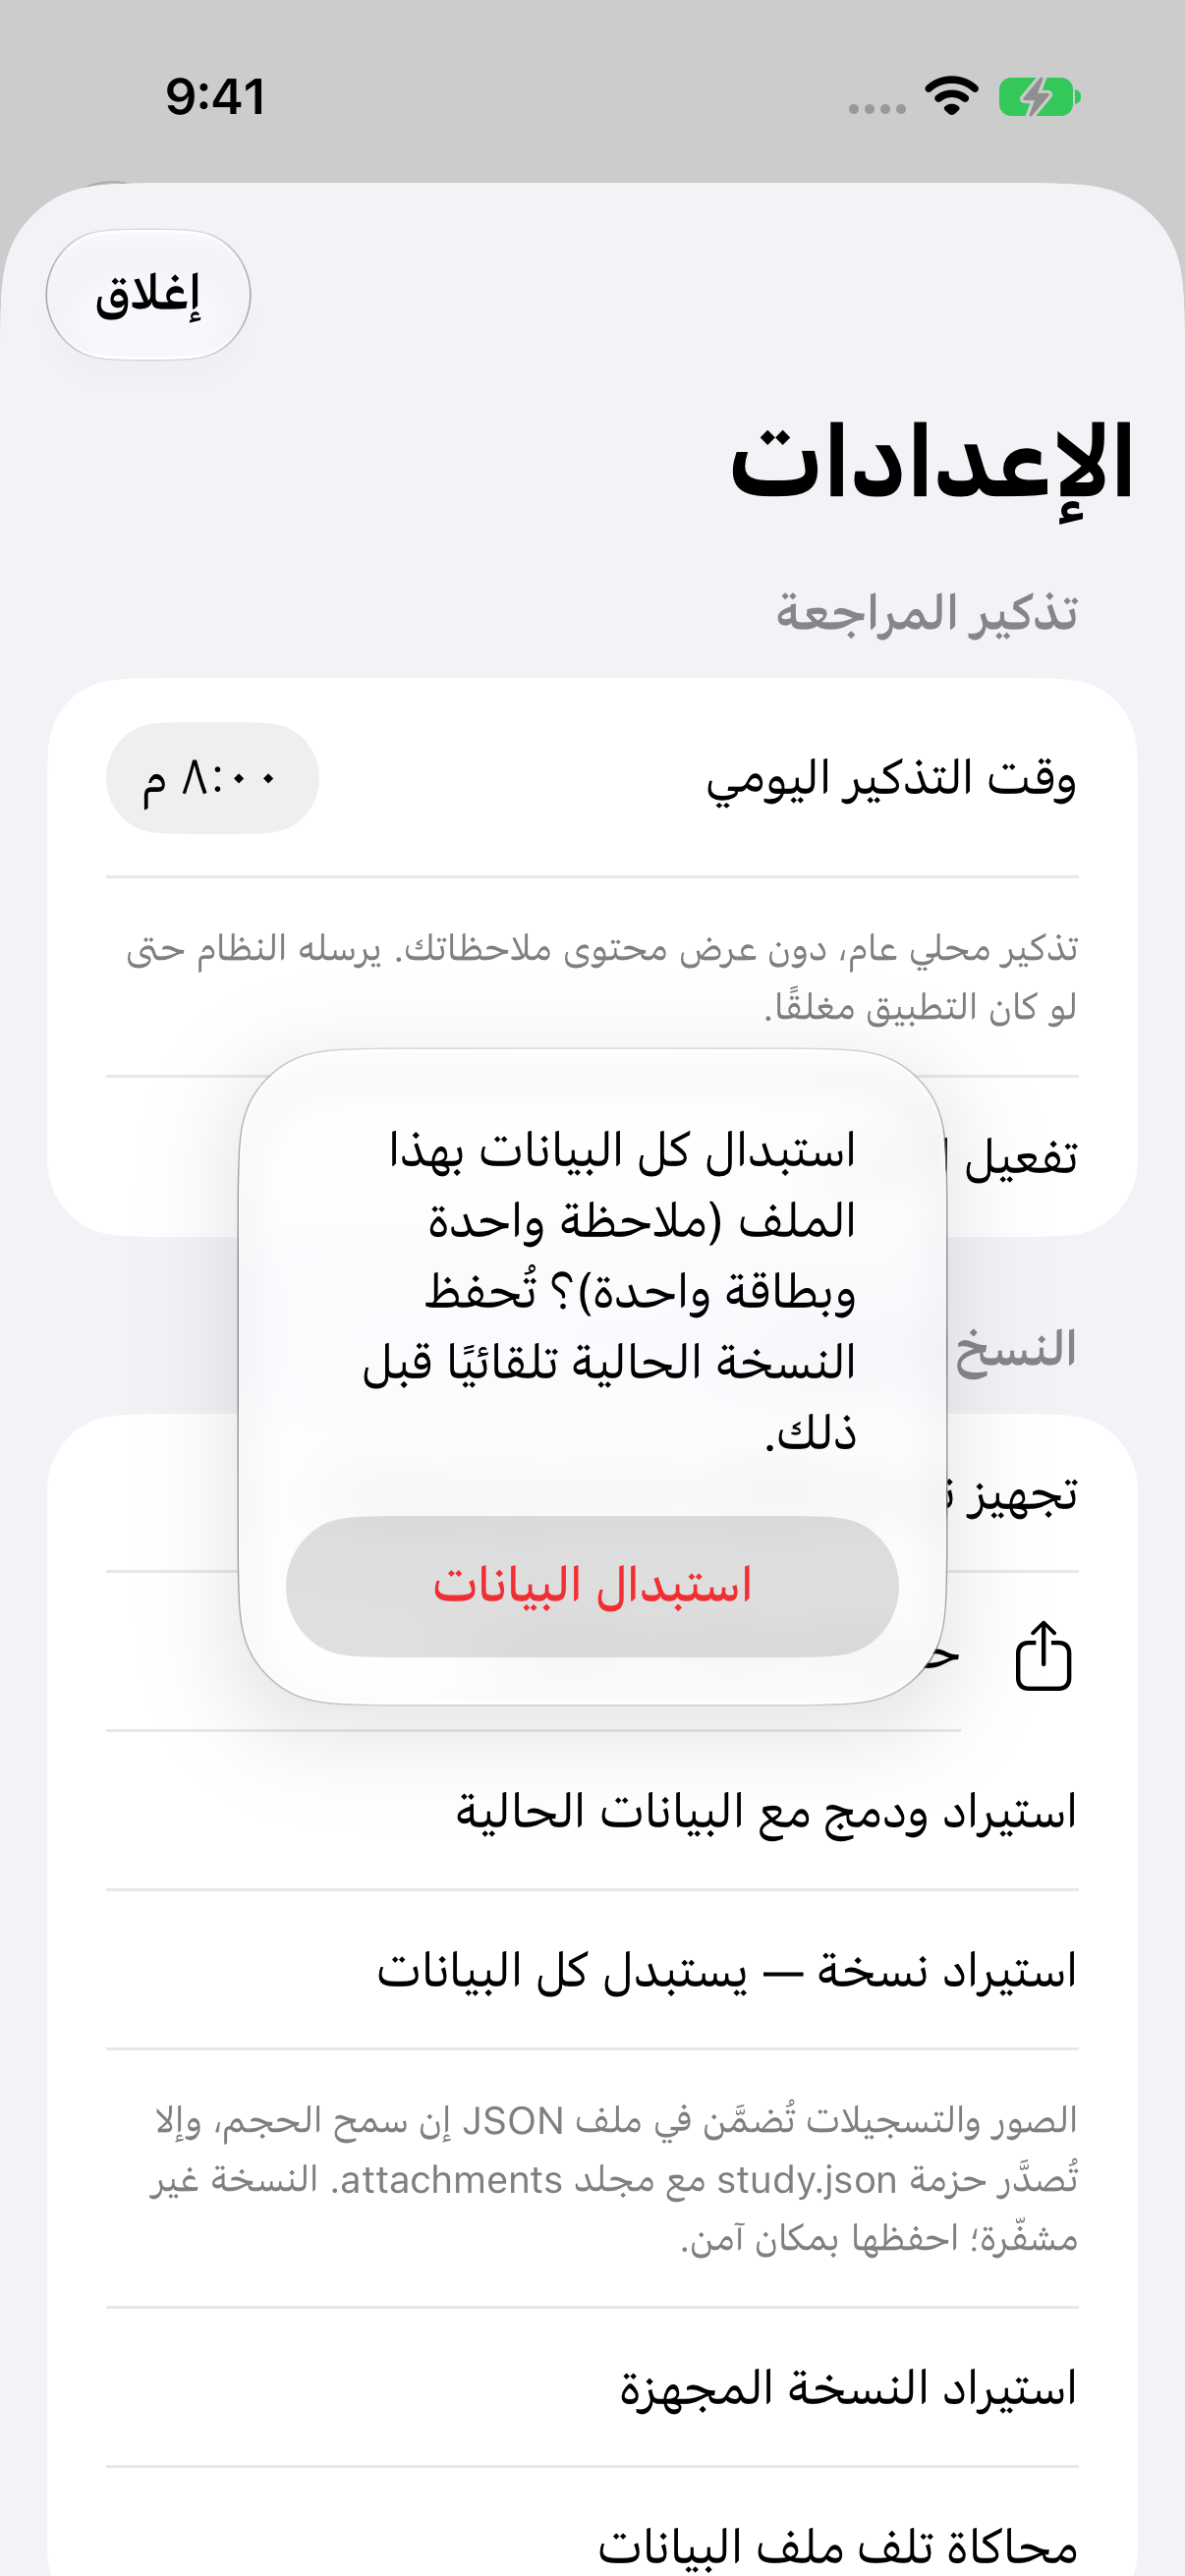 9:41
إغلاق
الإعدادات
تذكير المراجعة
وقت التذكير اليومي
٨:٠٠ م
تذكير محلي عام، دون عرض محتوى ملاحظاتك. يرسله النظام حتى
لو كان التطبيق مغلقًا.
تفعيل
استبدال كل البيانات بهذا
الملف (ملاحظة واحدة
وبطاقة واحدة)؟ تُحفظ
النسخة الحالية تلقائيًا قبل
ذلك.
استبدال البيانات
النسخ
تجهيز
استيراد ودمج مع البيانات الحالية
استيراد نسخة — يستبدل كل البيانات
الصور والتسجيلات تُضمَّن في ملف JSON إن سمح الحجم، وإلا
تُصدَّر حزمة study.json مع مجلد attachments. النسخة غير
مشفّرة؛ احفظها بمكان آمن.
استيراد النسخة المجهزة
محاكاة تلف ملف البيانات